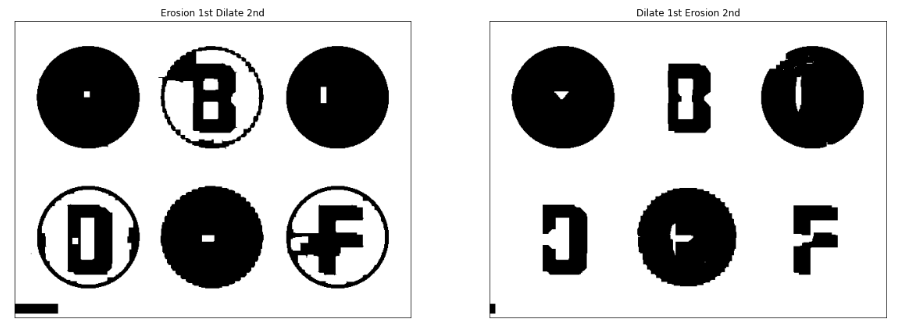 Erosion 1st Dilate 2nd
Dilate 1st Erosion 2nd
B
D F
B
F